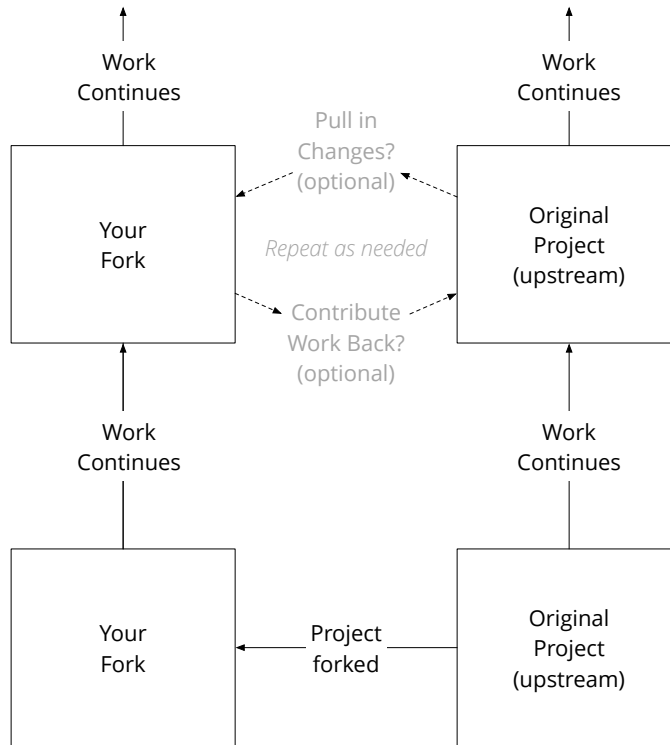 Work
Continues
Work
Continues
Pull in
Changes?
(optional)
Your
Fork
Repeat as needed
Original
Project
(upstream)
Contribute
Work Back?
(optional)
Work
Continues
Work
Continues
Your
Fork
Project
forked
Original
Project
(upstream)